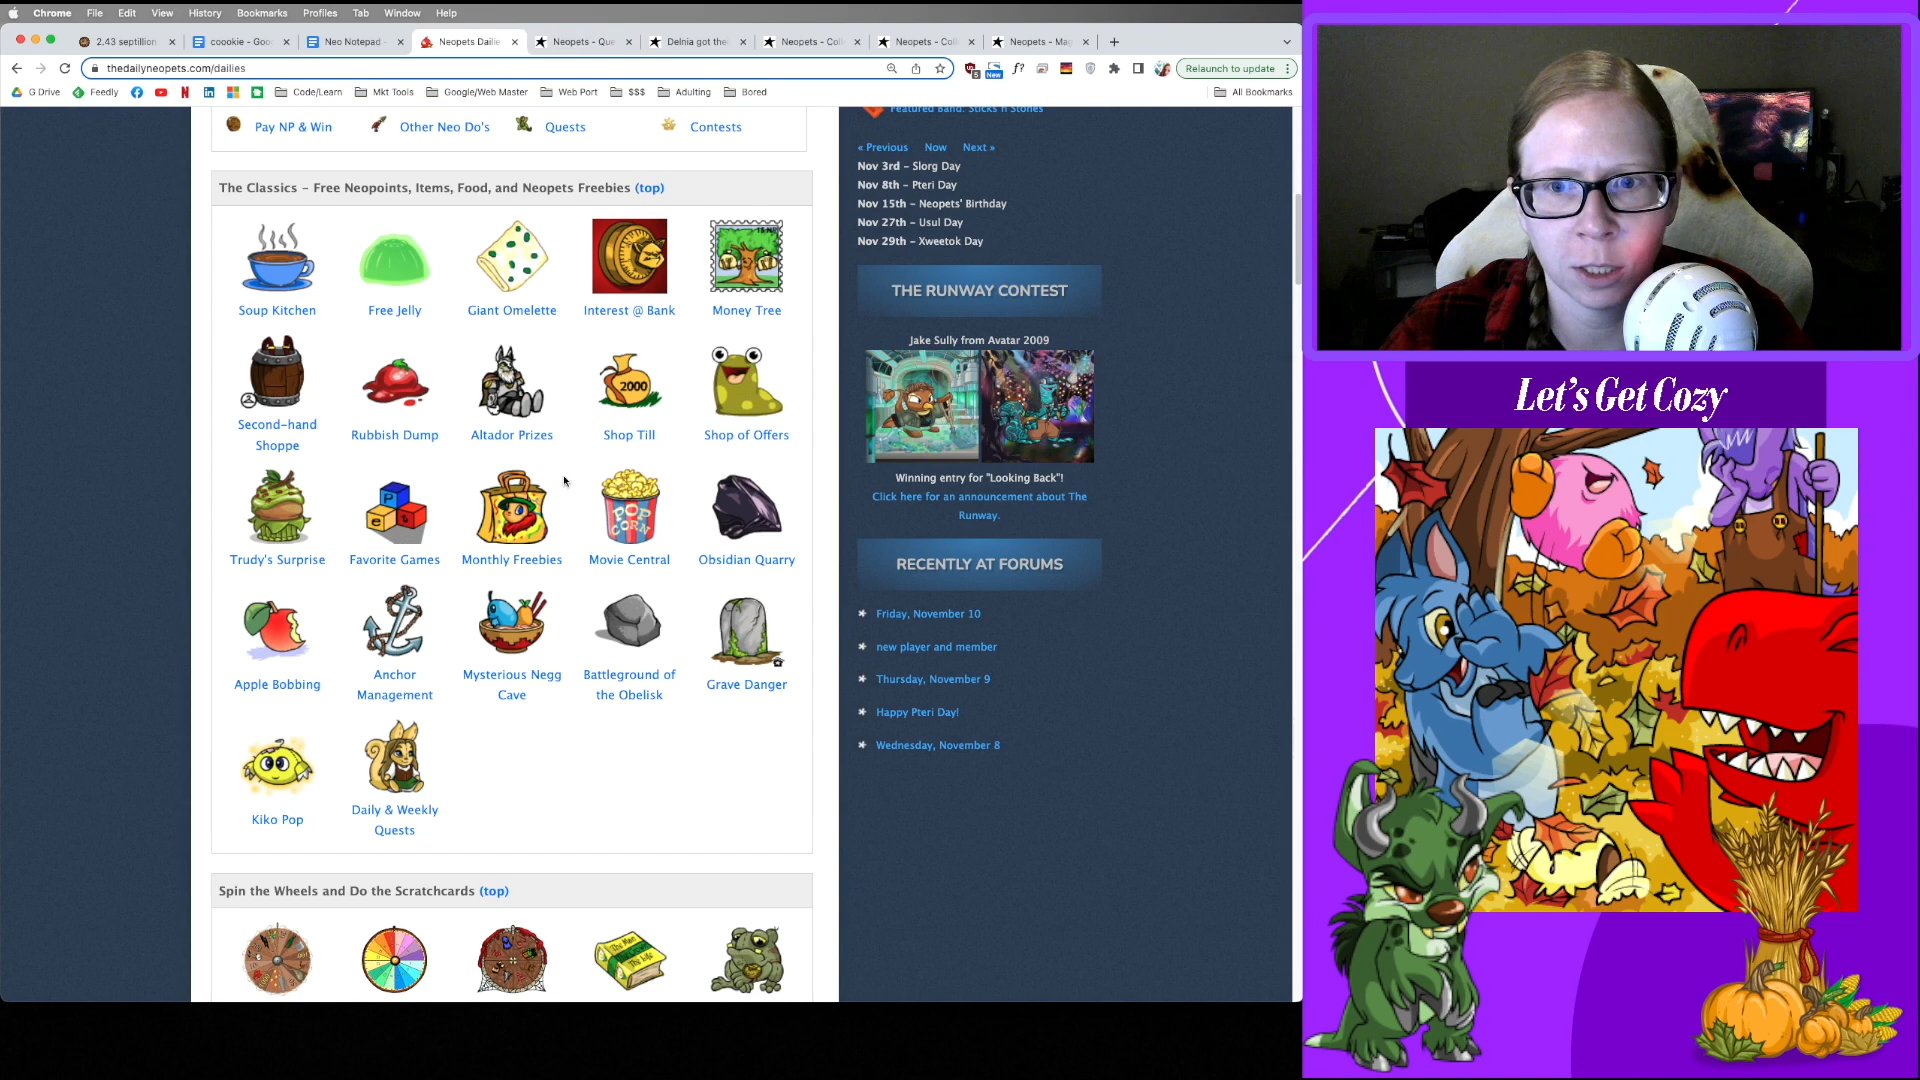 Chrome File Edit View History Bookmarks Profiles Tab Window Help
2.43 septillion
coookie - Goo
Neo Notepad -
Neopets Dailie
Neopets - Que
Delnia got the
Neopets - Coll
Neopets - Coll
Neopets - Mag
thedailyneopets.com/dailies
5
New
f?
Relaunch to update
G Drive Feedly Code/Learn Mkt Tools Google/Web Master Web Port $$$ Adulting Bored All Bookmarks
Pay NP & Win Other Neo Do's Quests Contests
The Classics – Free Neopoints, Items, Food, and Neopets Freebies (top)
Soup Kitchen Free Jelly Giant Omelette Interest @ Bank Money Tree
2000
Second-hand Shoppe
Rubbish Dump Altador Prizes Shop Till Shop of Offers
POP CORN
Trudy's Surprise Favorite Games Monthly Freebies Movie Central Obsidian Quarry
Apple Bobbing
Anchor Management
Mysterious Negg Cave
Battleground of the Obelisk
Grave Danger
Kiko Pop
Daily & Weekly Quests
Spin the Wheels and Do the Scratchcards (top)
Featured Band: Sticks n Stones
« Previous Now Next »
Nov 3rd – Slorg Day
Nov 8th – Pteri Day
Nov 15th – Neopets' Birthday
Nov 27th – Usul Day
Nov 29th – Xweetok Day
THE RUNWAY CONTEST
Jake Sully from Avatar 2009
Winning entry for "Looking Back"!
Click here for an announcement about The
Runway.
RECENTLY AT FORUMS
Friday, November 10
new player and member
Thursday, November 9
Happy Pteri Day!
Wednesday, November 8
Let's Get Cozy